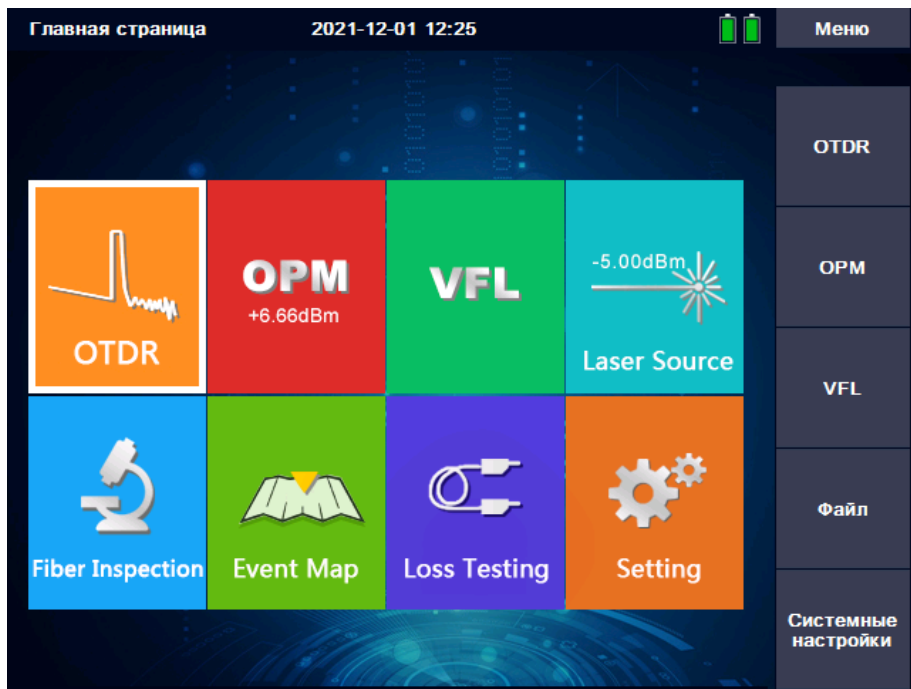 Главная страница
2021-12-01 12:25
Меню
OTDR
OPM
+6.66dBm
VFL
-5.00dBm
Laser Source
Fiber Inspection
Event Map
Loss Testing
Setting
OTDR
OPM
VFL
Файл
Системные
настройки